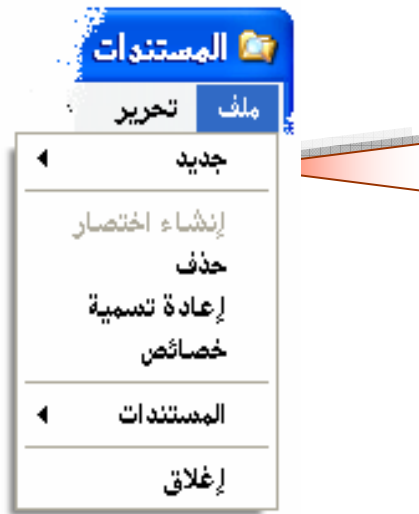 المستندات
ملف تحرير
جديد
إنشاء اختصار
حذف
إعادة تسمية
خصائص
المستندات
إغلاق